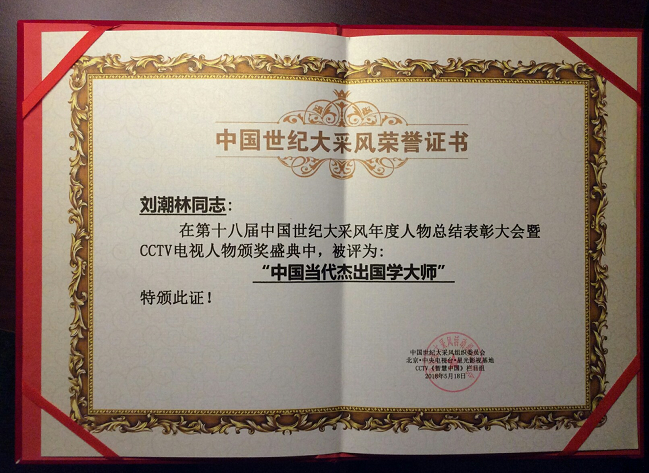 中国世纪大采风荣誉证书
刘潮林同志:
在第十八届中国世纪大采风年度人物总结表彰大会暨
CCTV电视人物颁奖盛典中，被评为:
“中国当代杰出国学大师”
特颁此证！
中国世纪大采风组织委员会
北京·中央电视台·星光影视基地
CCTV《智慧中国》栏目组
2018年5月18日